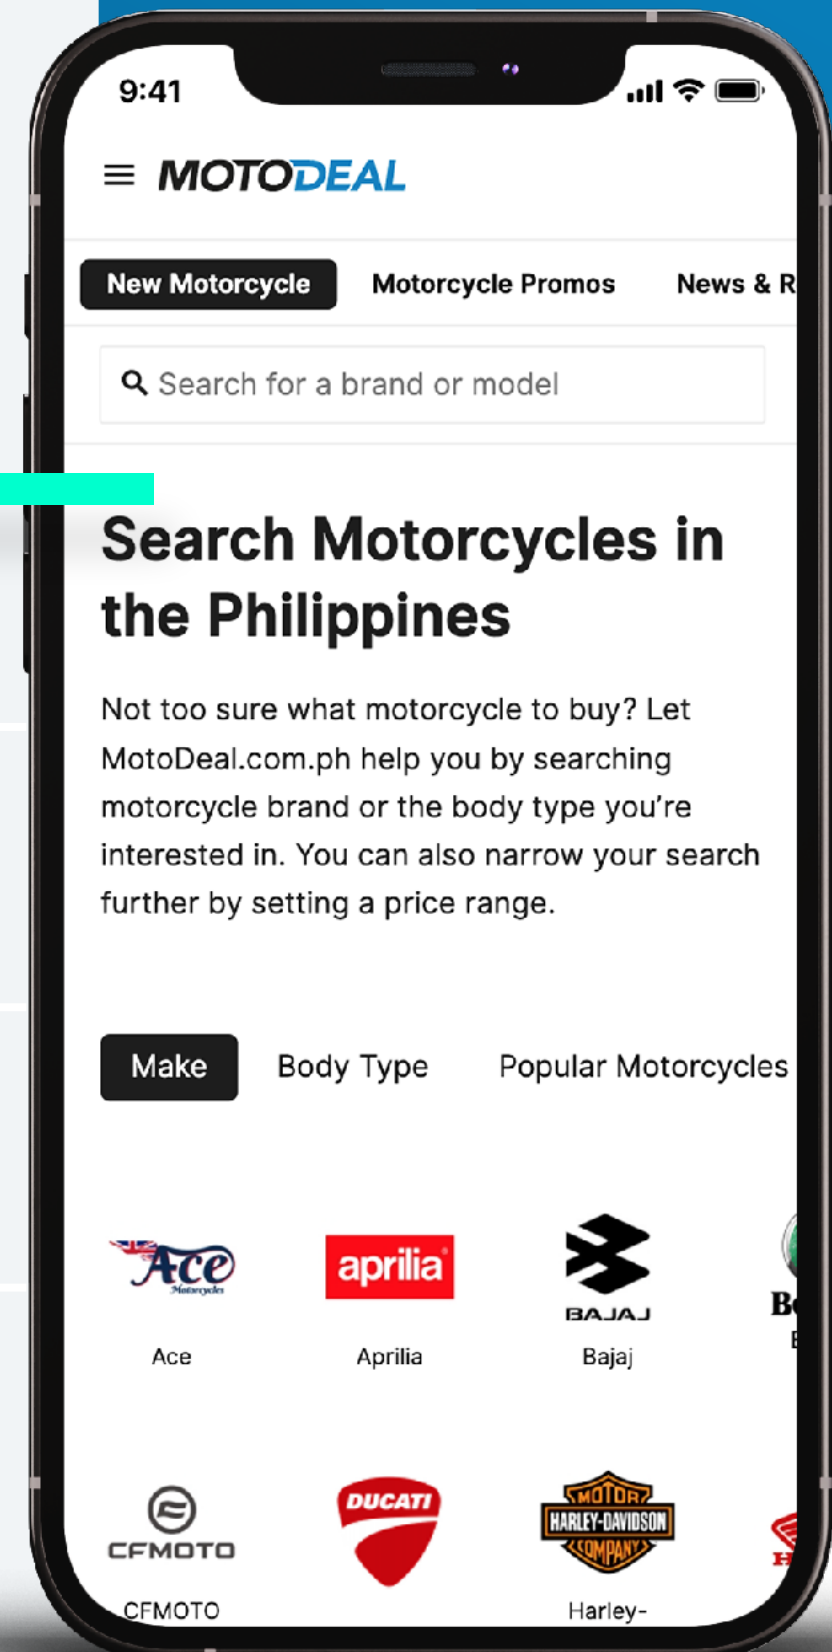 9:41
MOTODEAL
New Motorcycle Motorcycle Promos News & R
Search for a brand or model
Search Motorcycles in
the Philippines
Not too sure what motorcycle to buy? Let
MotoDeal.com.ph help you by searching
motorcycle brand or the body type you're
interested in. You can also narrow your search
further by setting a price range.
Make Body Type Popular Motorcycles
Ace Motorcycles aprilia BAJAJ
Ace Aprilia Bajaj
CFMOTO DUCATI MOTOR HARLEY-DAVIDSON COMPANY
CFMOTO Harley-